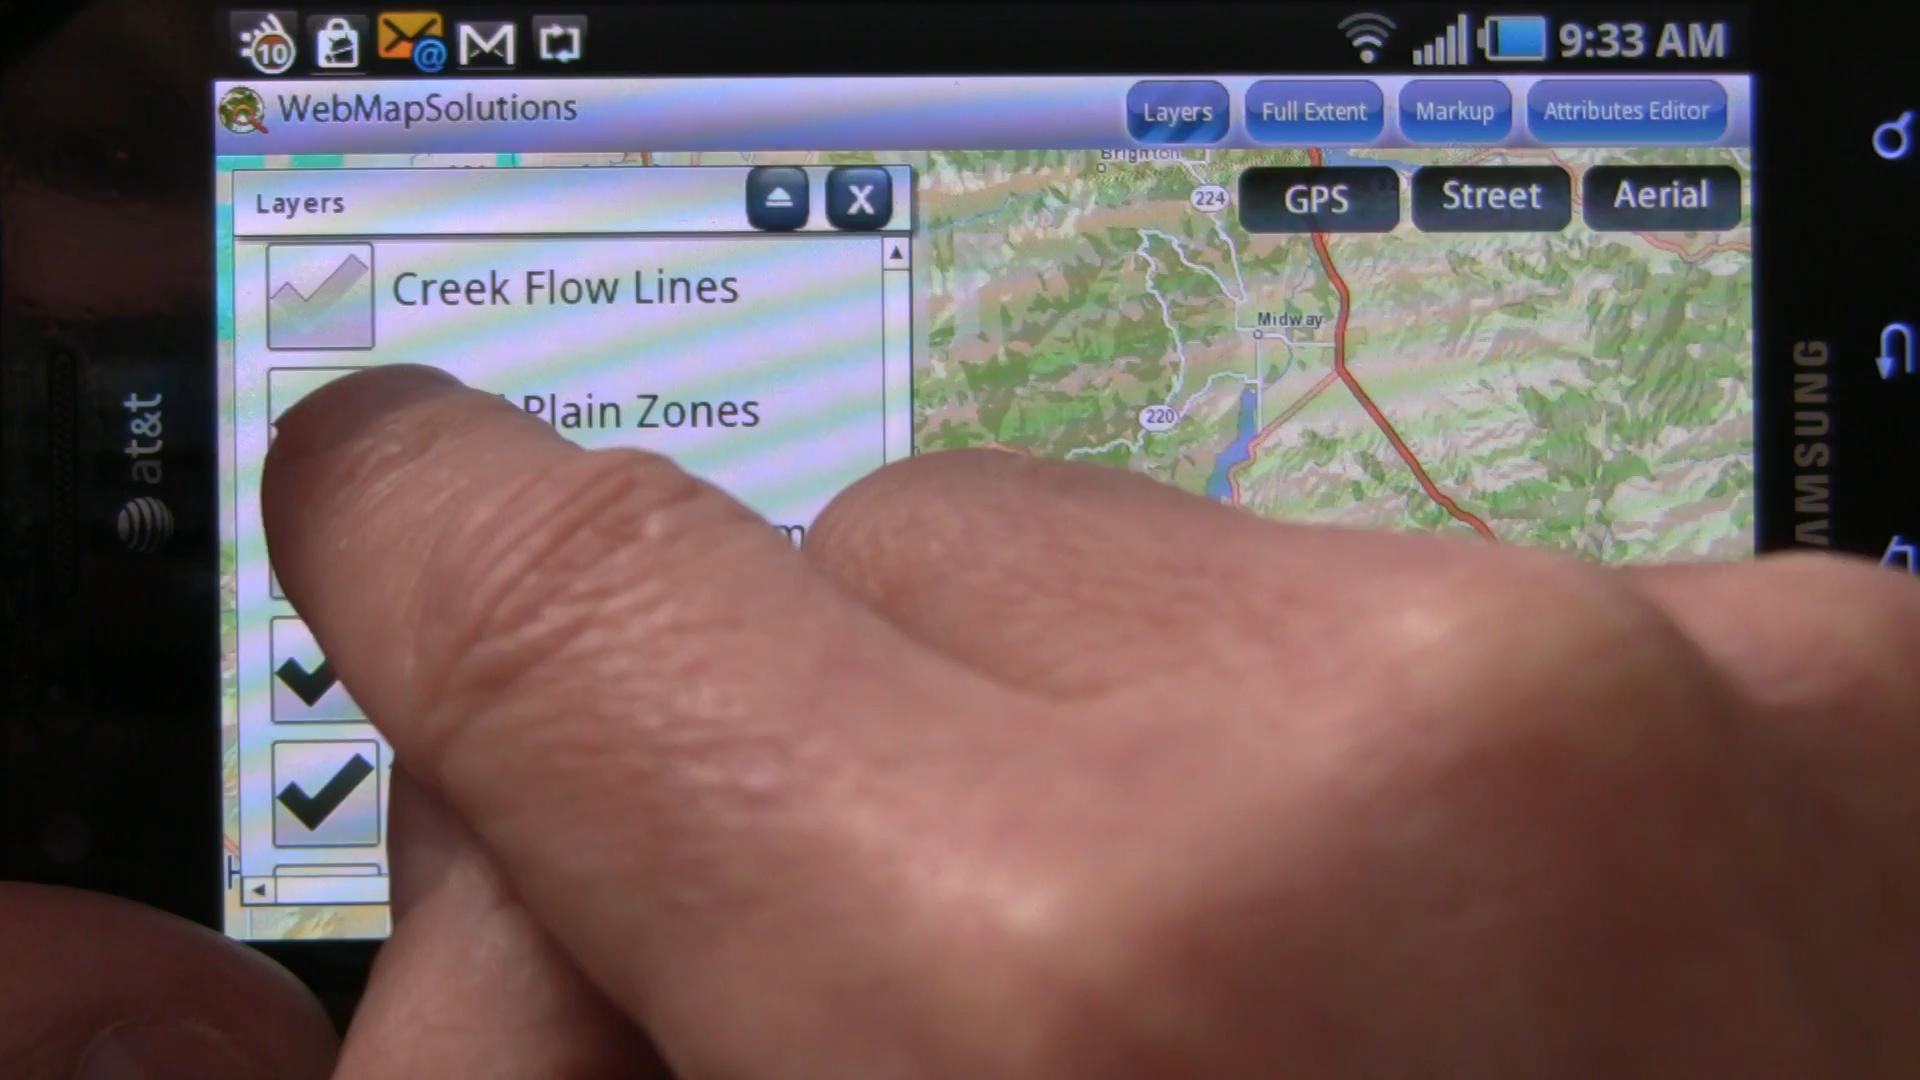 10
9:33 AM
WebMapSolutions
Layers
Full Extent
Markup
Attributes Editor
Brighton
224
GPS
Street
Aerial
Layers
X
Creek Flow Lines
Midway
Plain Zones
220
at&t
SAMSUNG